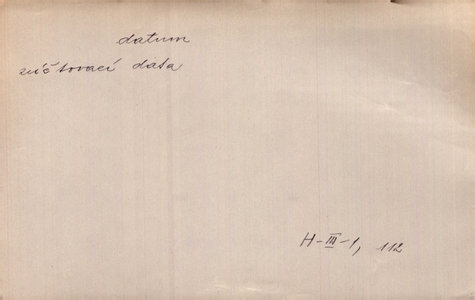 datum
zúčtovací data
H-III-1, 112